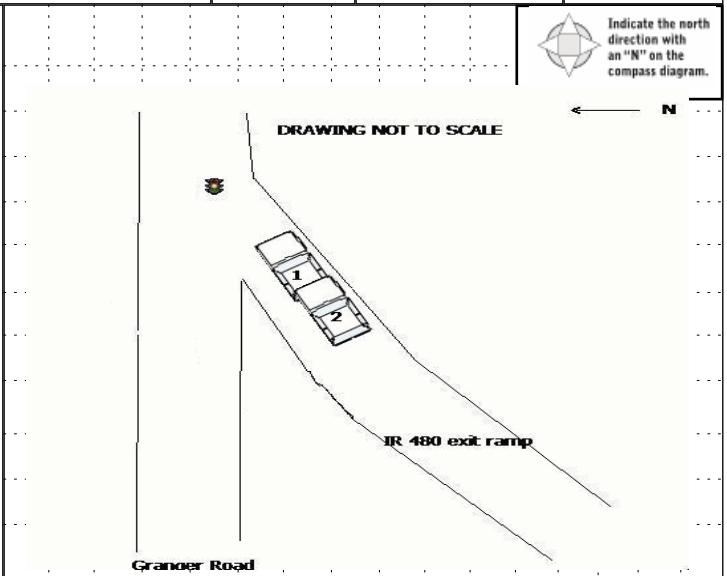 Indicate the north
direction with
an "N" on the
compass diagram.
N
DRAWING NOT TO SCALE
1
2
IR 480 exit ramp
Granger Road